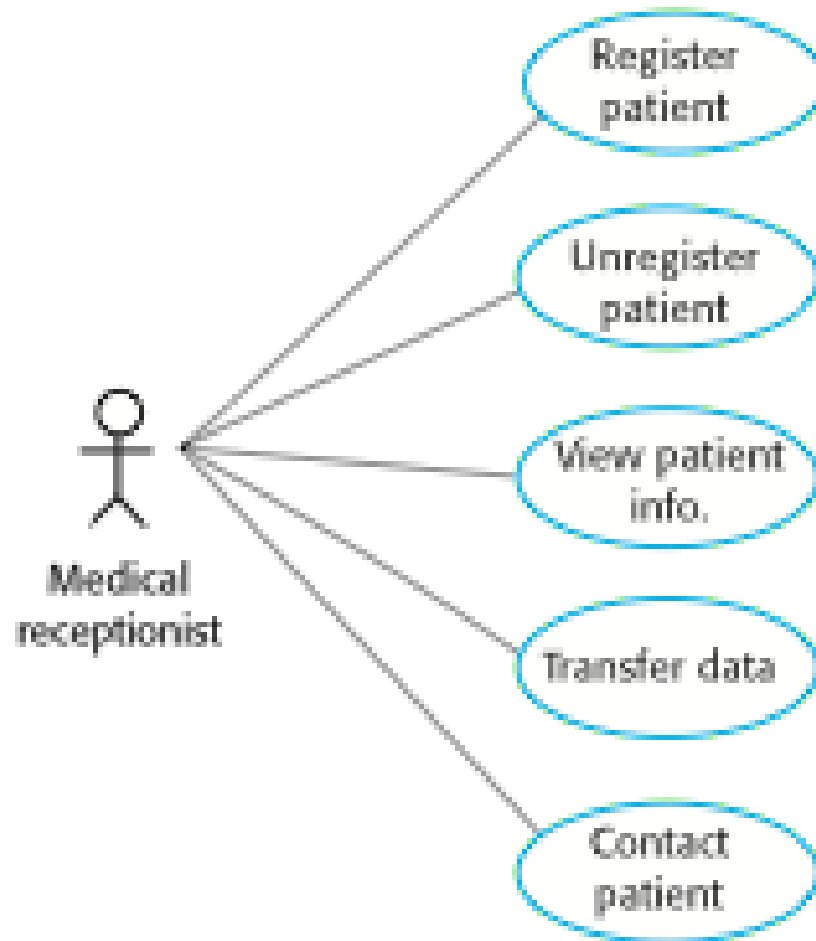 Register
patient
Unregister
patient
View patient
info.
Medical
receptionist
Transfer data
Contact
patient